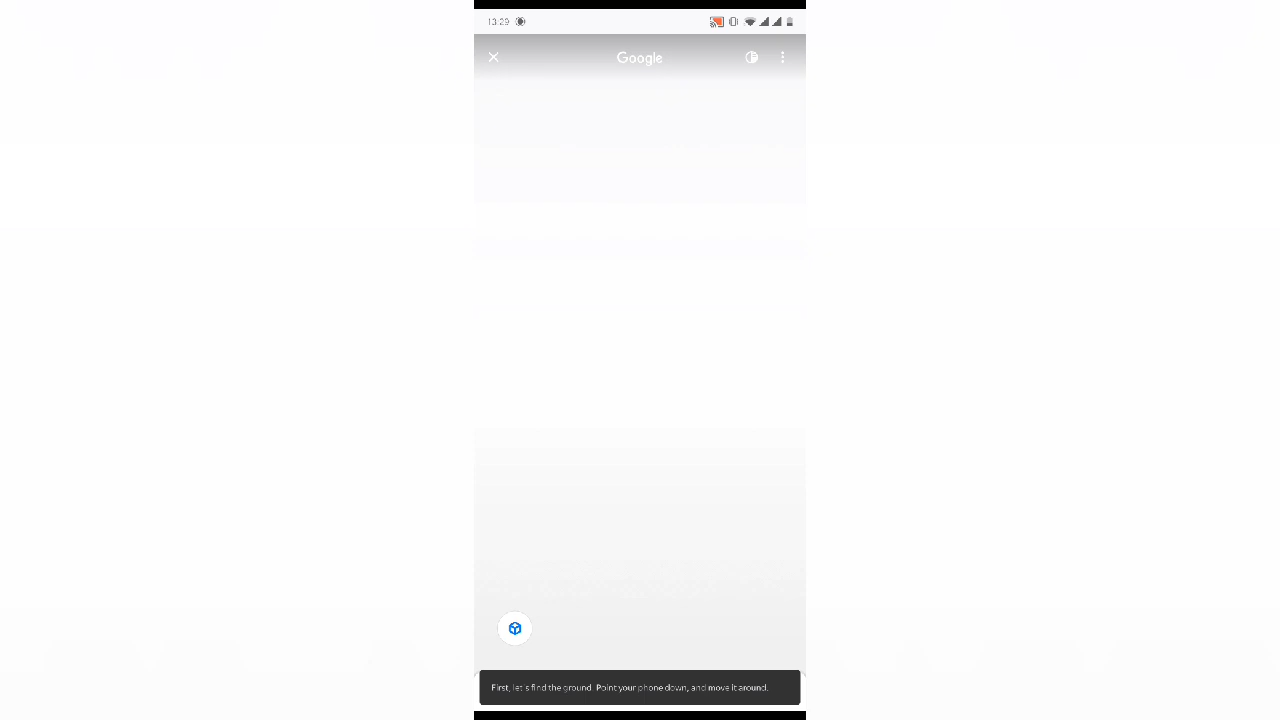 13:29
Google
First, let's find the ground. Point your phone down, and move it around.